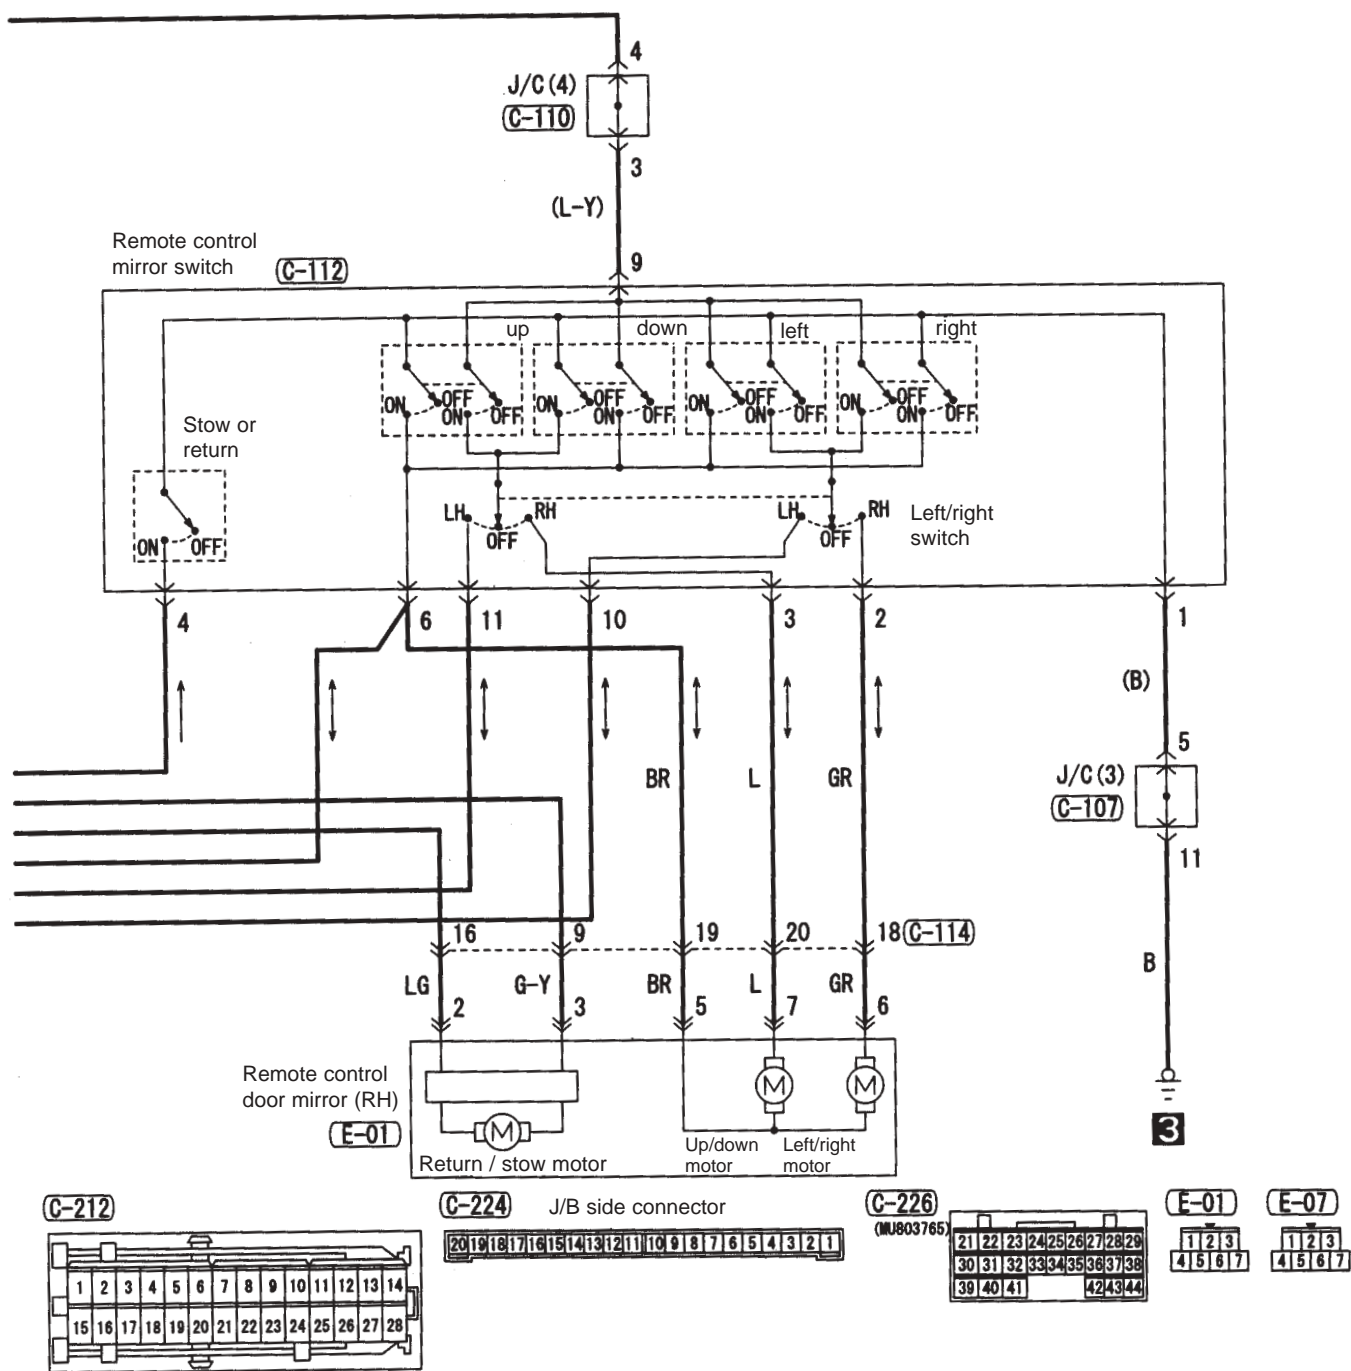 4
J/C(4)
C-110
3
(L-Y)
Remote control
mirror switch
C-112
9
up down left right
ON OFF ON OFF ON OFF ON OFF ON OFF ON OFF ON OFF ON OFF
Stow or
return
ON OFF
LH RH OFF
LH RH OFF
Left/right
switch
4 6 11 10 3 2 1
(B)
5
BR L GR
J/C(3)
C-107
11
16 9 19 20 18 C-114
B
LG G-Y BR L GR
2 3 5 7 6
Remote control
door mirror (RH)
E-01
M M M
Return / stow motor
Up/down
motor
Left/right
motor
3
C-212
1 2 3 4 5 6 7 8 9 10 11 12 13 14
15 16 17 18 19 20 21 22 23 24 25 26 27 28
C-224 J/B side connector
20 19 18 17 16 15 14 13 12 11 10 9 8 7 6 5 4 3 2 1
C-226
(MU803765)
21 22 23 24 25 26 27 28 29
30 31 32 33 34 35 36 37 38
39 40 41 42 43 44
E-01
1 2 3
4 5 6 7
E-07
1 2 3
4 5 6 7